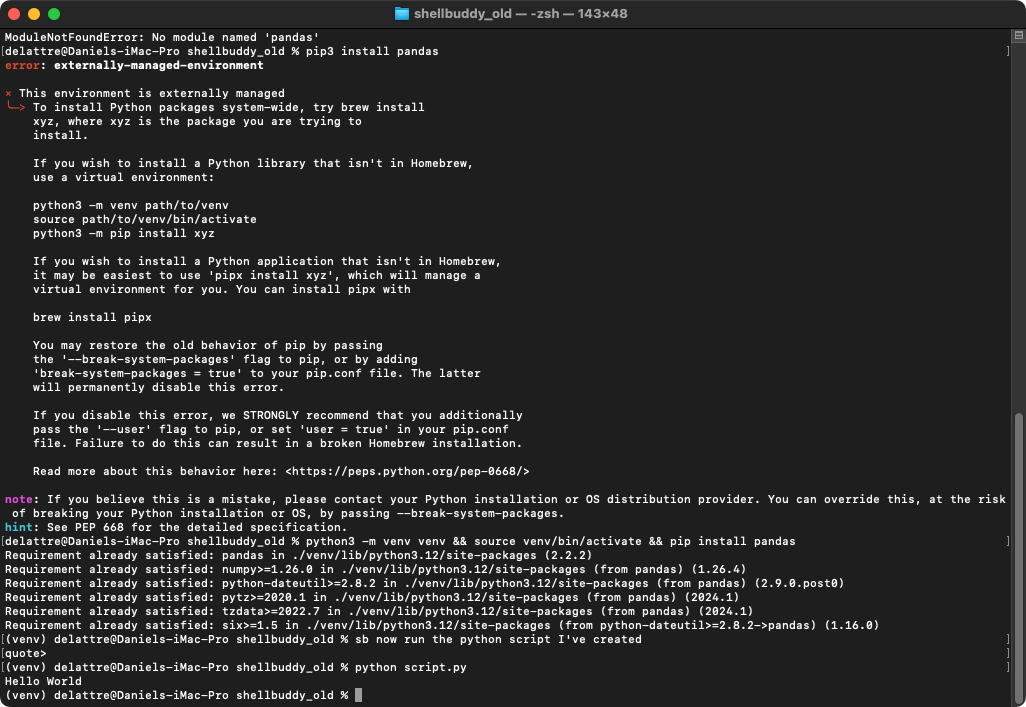 shellbuddy_old — -zsh — 143×48
ModuleNotFoundError: No module named 'pandas'
[delattre@Daniels-iMac-Pro shellbuddy_old % pip3 install pandas ]
error: externally-managed-environment
× This environment is externally managed
╰─> To install Python packages system-wide, try brew install
xyz, where xyz is the package you are trying to
install.
If you wish to install a Python library that isn't in Homebrew,
use a virtual environment:
python3 -m venv path/to/venv
source path/to/venv/bin/activate
python3 -m pip install xyz
If you wish to install a Python application that isn't in Homebrew,
it may be easiest to use 'pipx install xyz', which will manage a
virtual environment for you. You can install pipx with
brew install pipx
You may restore the old behavior of pip by passing
the '--break-system-packages' flag to pip, or by adding
'break-system-packages = true' to your pip.conf file. The latter
will permanently disable this error.
If you disable this error, we STRONGLY recommend that you additionally
pass the '--user' flag to pip, or set 'user = true' in your pip.conf
file. Failure to do this can result in a broken Homebrew installation.
Read more about this behavior here: <https://peps.python.org/pep-0668/>
note: If you believe this is a mistake, please contact your Python installation or OS distribution provider. You can override this, at the risk
of breaking your Python installation or OS, by passing --break-system-packages.
hint: See PEP 668 for the detailed specification.
[delattre@Daniels-iMac-Pro shellbuddy_old % python3 -m venv venv && source venv/bin/activate && pip install pandas ]
Requirement already satisfied: pandas in ./venv/lib/python3.12/site-packages (2.2.2)
Requirement already satisfied: numpy>=1.26.0 in ./venv/lib/python3.12/site-packages (from pandas) (1.26.4)
Requirement already satisfied: python-dateutil>=2.8.2 in ./venv/lib/python3.12/site-packages (from pandas) (2.9.0.post0)
Requirement already satisfied: pytz>=2020.1 in ./venv/lib/python3.12/site-packages (from pandas) (2024.1)
Requirement already satisfied: tzdata>=2022.7 in ./venv/lib/python3.12/site-packages (from pandas) (2024.1)
Requirement already satisfied: six>=1.5 in ./venv/lib/python3.12/site-packages (from python-dateutil>=2.8.2->pandas) (1.16.0)
[(venv) delattre@Daniels-iMac-Pro shellbuddy_old % sb now run the python script I've created ]
[quote> ]
[(venv) delattre@Daniels-iMac-Pro shellbuddy_old % python script.py ]
Hello World
(venv) delattre@Daniels-iMac-Pro shellbuddy_old %